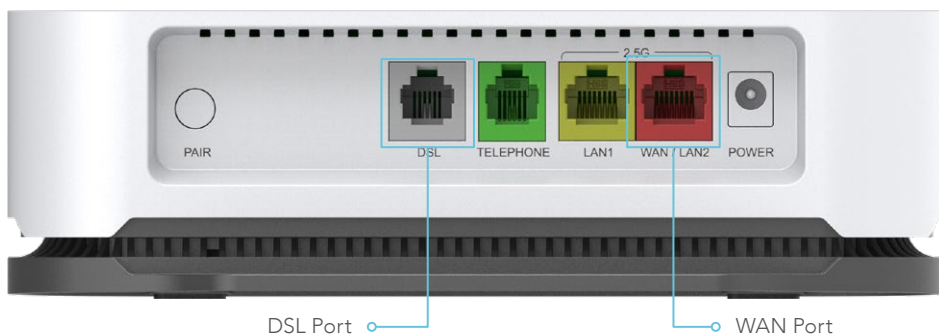 2.5G
PAIR
DSL
TELEPHONE
LAN1
WAN / LAN2
POWER
DSL Port
WAN Port